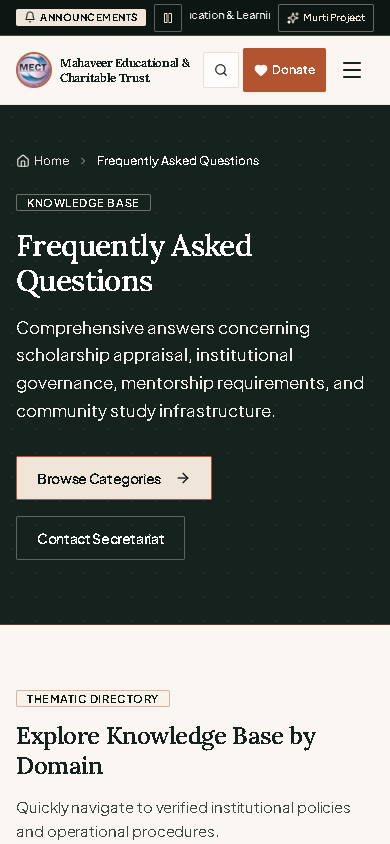 ANNOUNCEMENTS
& Learni
Murti Project
MECT
Mahaveer Educational &
Charitable Trust
Donate
Home
Frequently Asked Questions
KNOWLEDGE BASE
Frequently Asked
Questions
Comprehensive answers concerning
scholarship appraisal, institutional
governance, mentorship requirements, and
community study infrastructure.
Browse Categories
Contact Secretariat
THEMATIC DIRECTORY
Explore Knowledge Base by
Domain
Quickly navigate to verified institutional policies
and operational procedures.